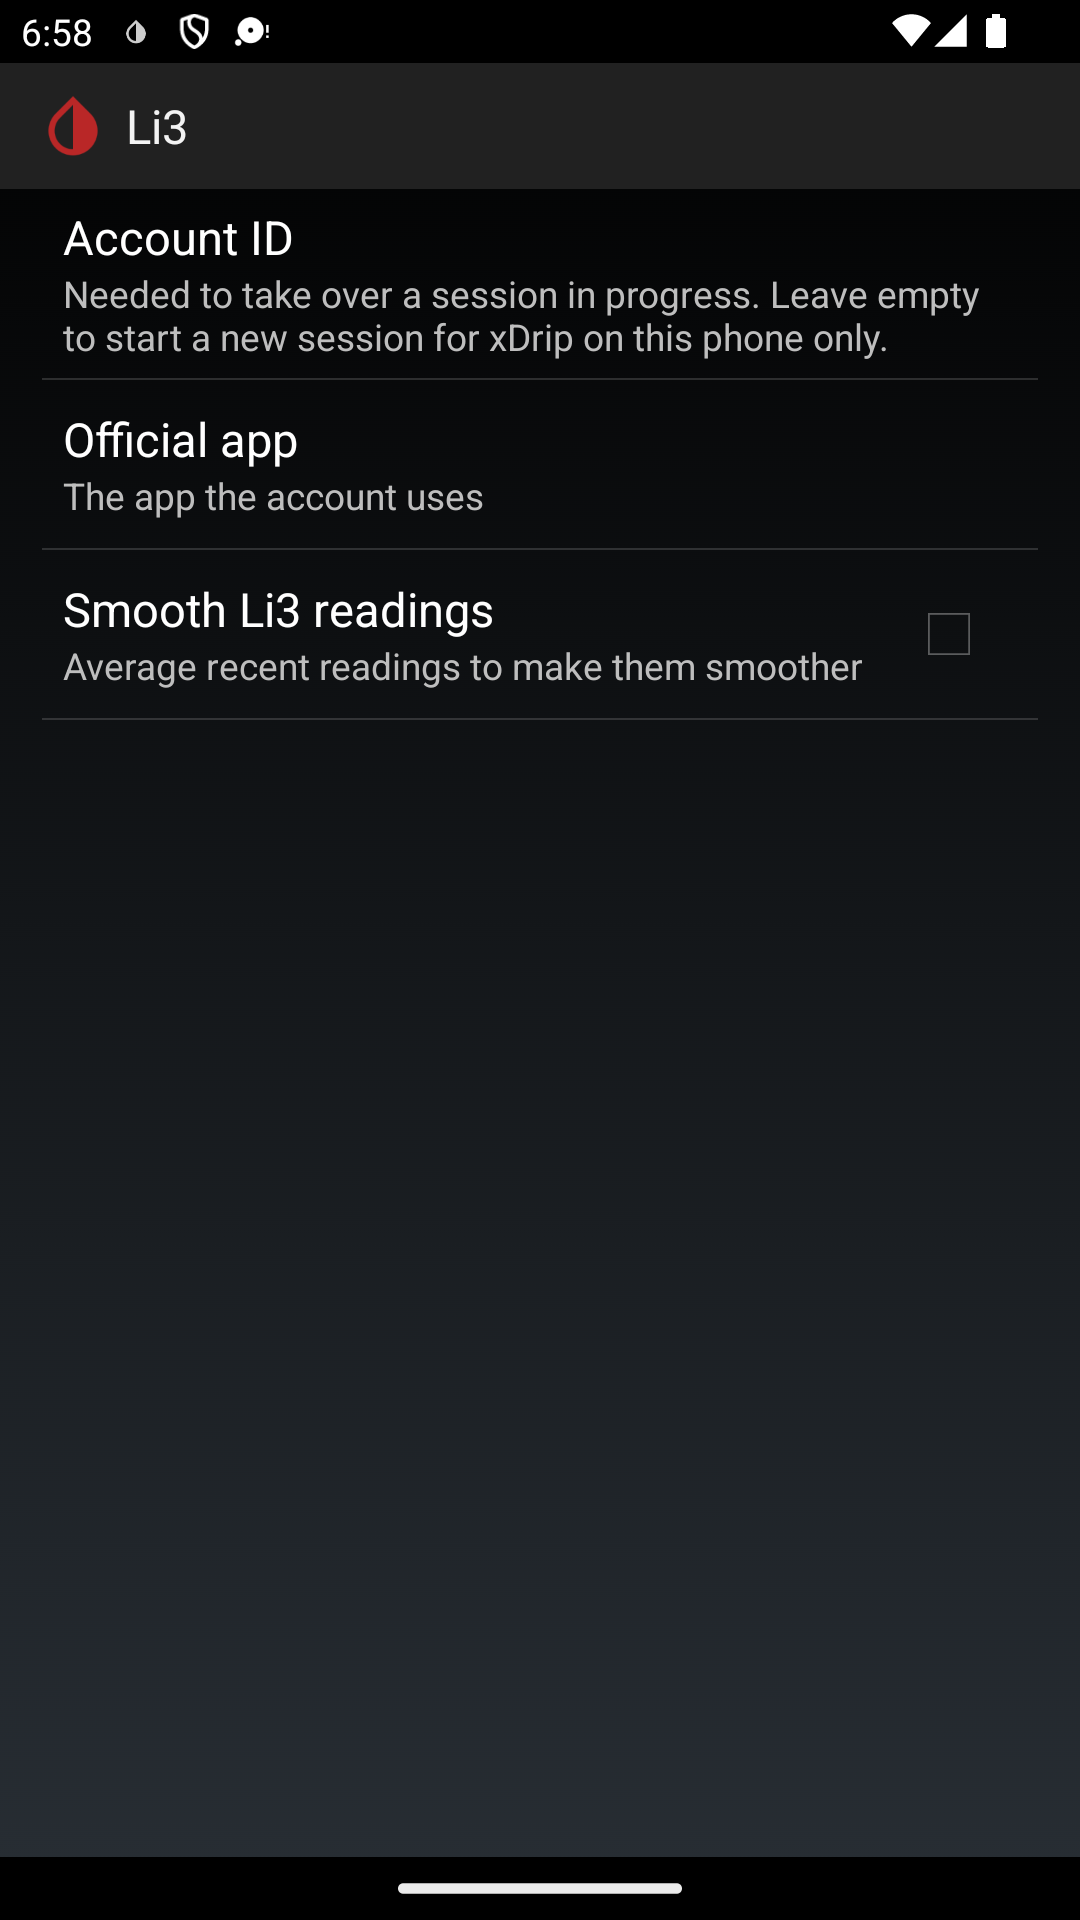 6:58
Li3
Account ID
Needed to take over a session in progress. Leave empty
to start a new session for xDrip on this phone only.
Official app
The app the account uses
Smooth Li3 readings
Average recent readings to make them smoother